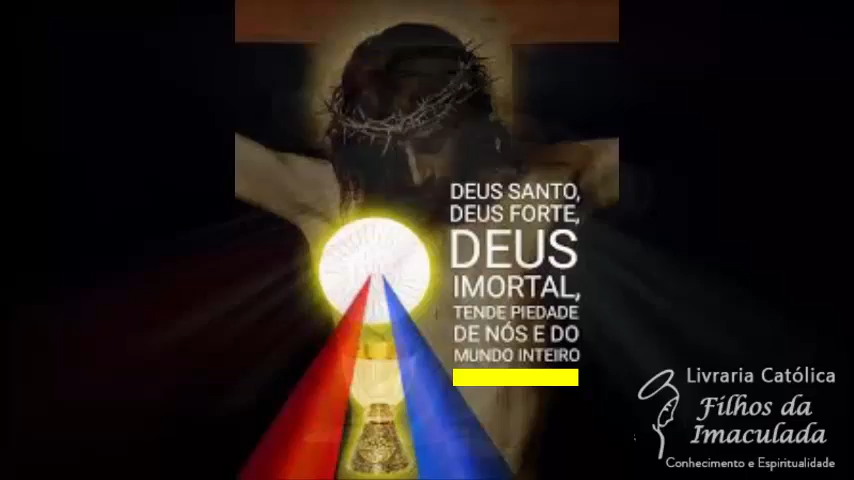 DEUS SANTO,
DEUS FORTE,
DEUS
IMORTAL,
TENDE PIEDADE
DE NÓS E DO
MUNDO INTEIRO
Livraria Católica
Filhos da
Imaculada
Conhecimento e Espiritualidade